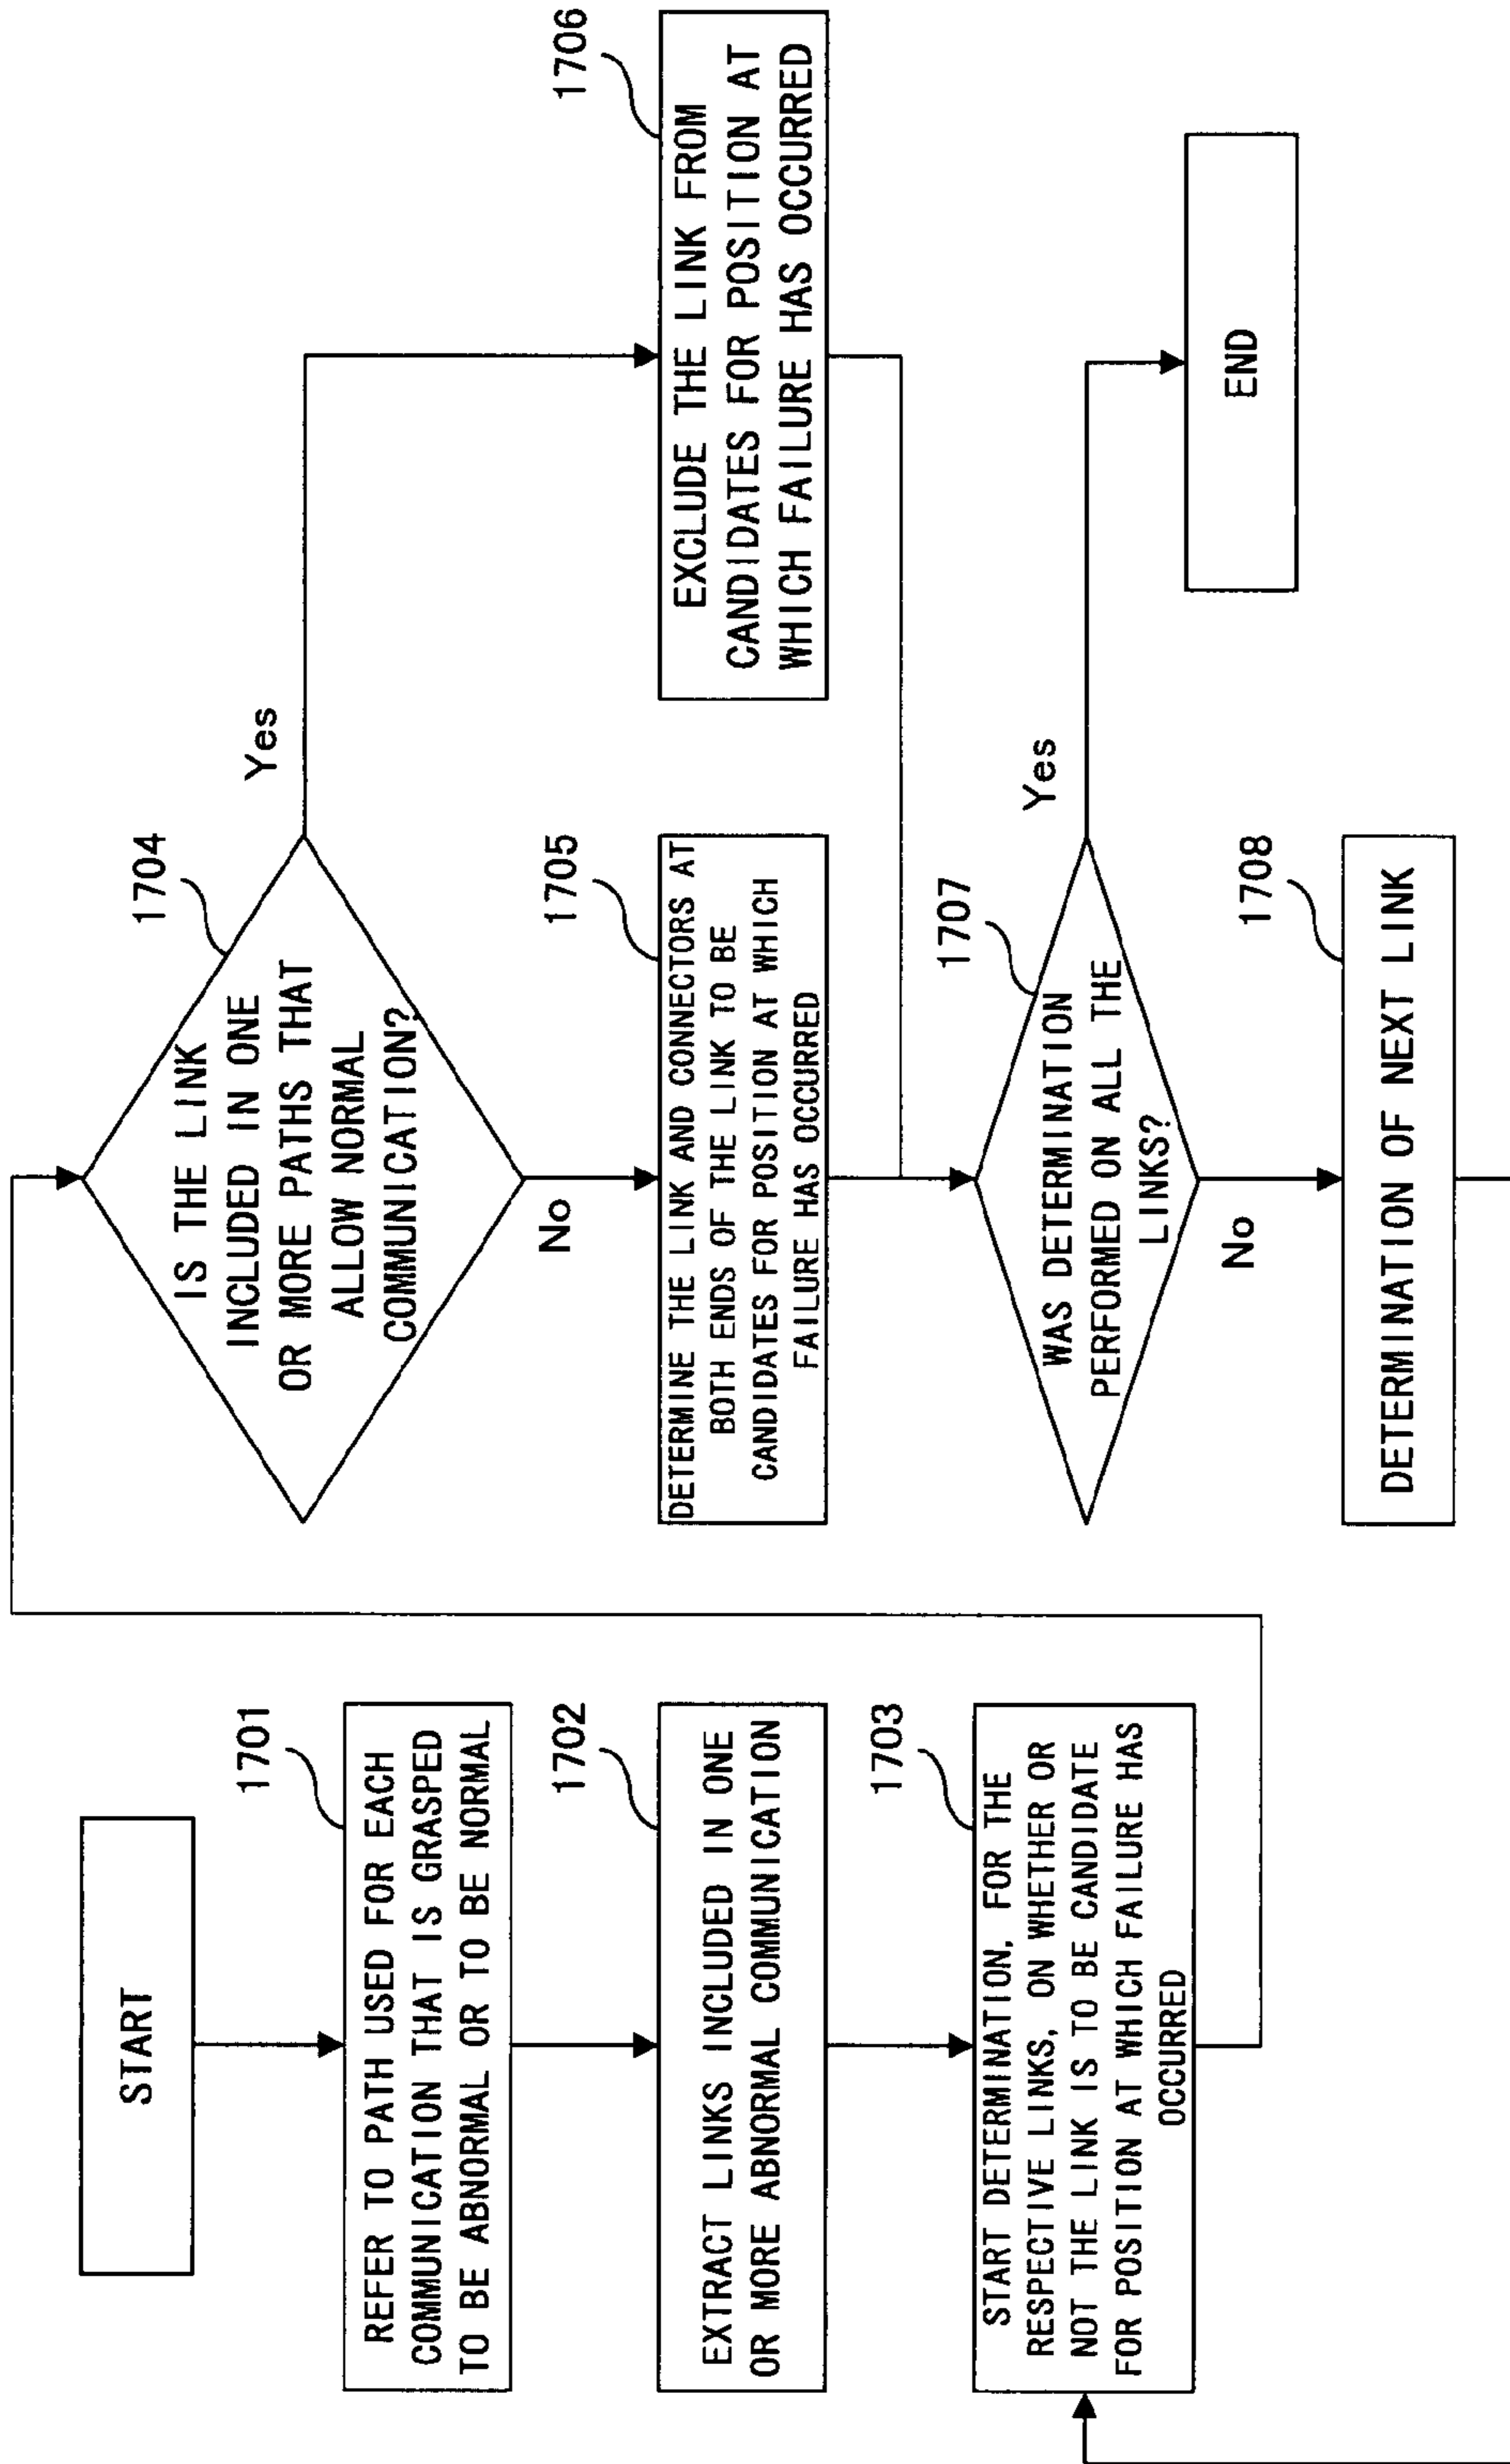 START
1701
REFER TO PATH USED FOR EACH
COMMUNICATION THAT IS GRASPED
TO BE ABNORMAL OR TO BE NORMAL
1702
EXTRACT LINKS INCLUDED IN ONE
OR MORE ABNORMAL COMMUNICATION
1703
START DETERMINATION, FOR THE
RESPECTIVE LINKS, ON WHETHER OR
NOT THE LINK IS TO BE CANDIDATE
FOR POSITION AT WHICH FAILURE HAS
OCCURRED
1704
IS THE LINK
INCLUDED IN ONE
OR MORE PATHS THAT
ALLOW NORMAL
COMMUNICATION?
Yes
No
1705
DETERMINE THE LINK AND CONNECTORS AT
BOTH ENDS OF THE LINK TO BE
CANDIDATES FOR POSITION AT WHICH
FAILURE HAS OCCURRED
1706
EXCLUDE THE LINK FROM
CANDIDATES FOR POSITION AT
WHICH FAILURE HAS OCCURRED
1707
WAS DETERMINATION
PERFORMED ON ALL THE
LINKS?
Yes
No
END
1708
DETERMINATION OF NEXT LINK